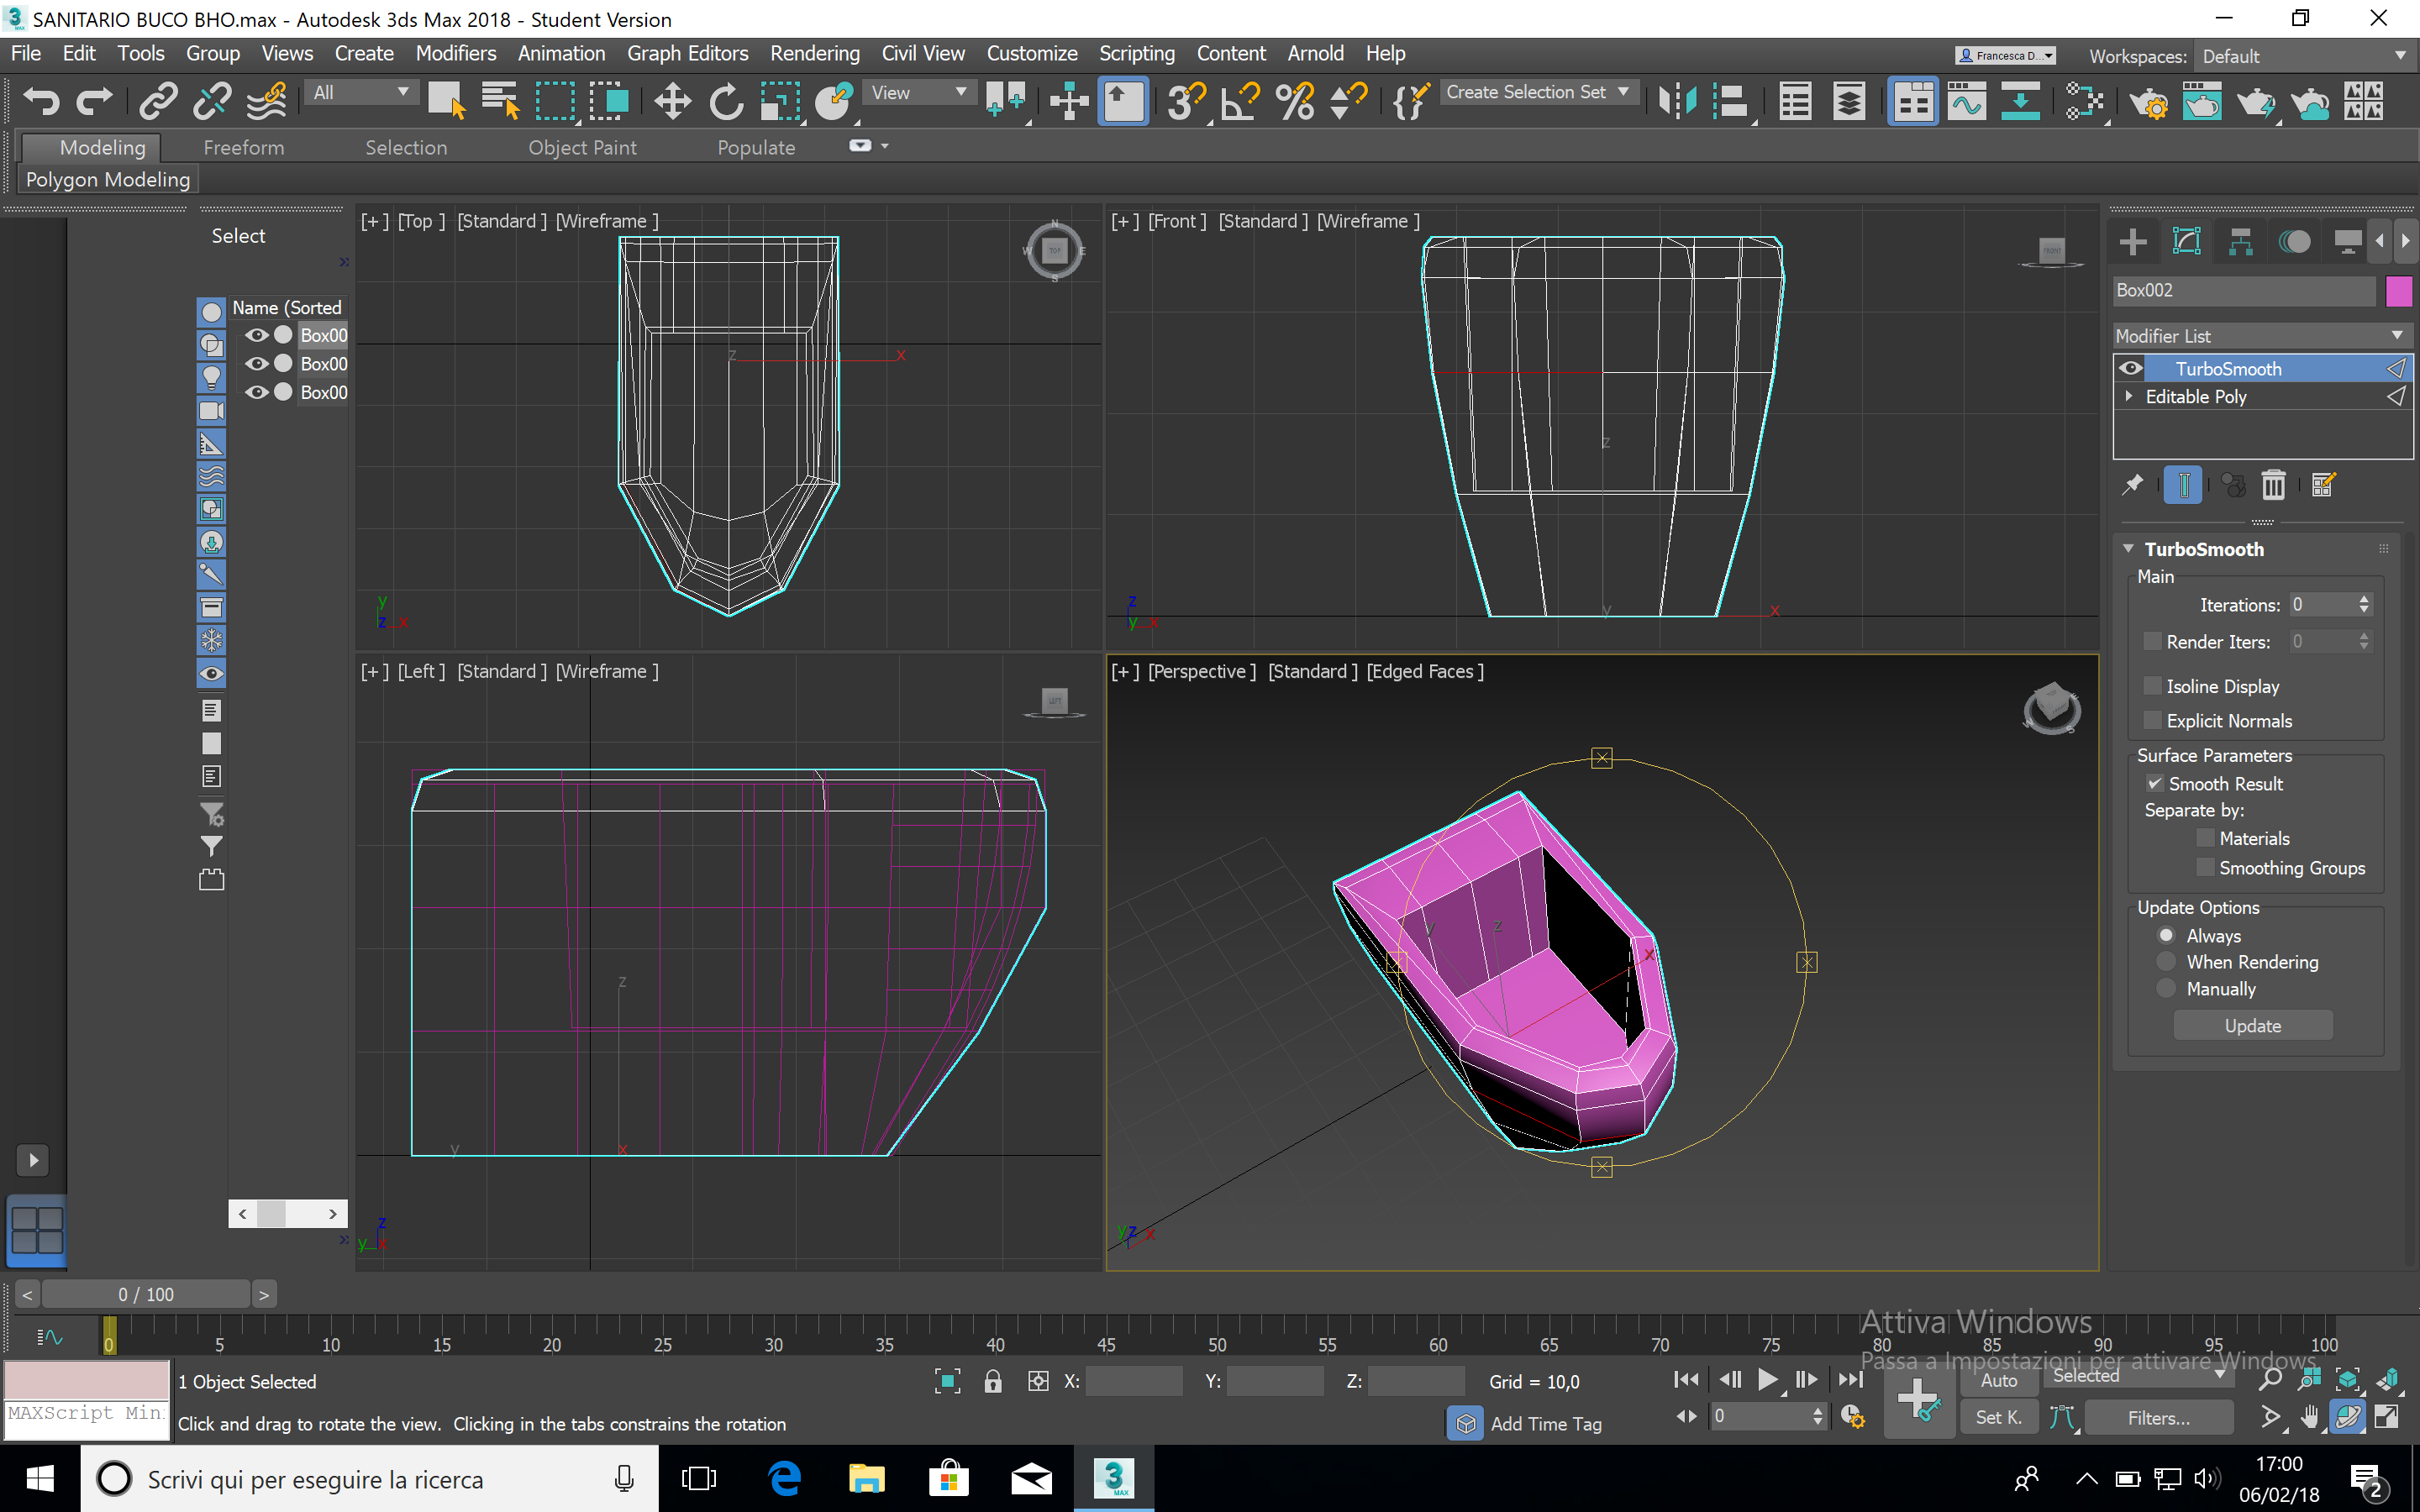 SANITARIO BUCO BHO.max - Autodesk 3ds Max 2018 - Student Version
File Edit Tools Group Views Create Modifiers Animation Graph Editors Rendering Civil View Customize Scripting Content Arnold Help
Francesca D... Workspaces: Default
All View Create Selection Set
Modeling Freeform Selection Object Paint Populate
Polygon Modeling
Select
Name (Sorted
Box00
Box00
Box00
[+] [Top] [Standard] [Wireframe]
N
W TOP E
S
z x
y
z x
[+] [Front] [Standard] [Wireframe]
FRONT
z
y x
z
y x
[+] [Left] [Standard] [Wireframe]
LEFT
z
y x
z
y x
[+] [Perspective] [Standard] [Edged Faces]
W S
y z x
y z x
Box002
Modifier List
TurboSmooth
Editable Poly
TurboSmooth
Main
Iterations: 0
Render Iters: 0
Isoline Display
Explicit Normals
Surface Parameters
Smooth Result
Separate by:
Materials
Smoothing Groups
Update Options
Always
When Rendering
Manually
Update
< 0 / 100 >
0 5 10 15 20 25 30 35 40 45 50 55 60 65 70 75 80 85 90 95 100
Attiva Windows
Passa a Impostazioni per attivare Windows.
1 Object Selected X: Y: Z: Grid = 10,0 Auto Selected
MAXScript Min: Click and drag to rotate the view. Clicking in the tabs constrains the rotation Add Time Tag 0 Set K. Filters...
Scrivi qui per eseguire la ricerca
3 MAX
17:00
06/02/18
2